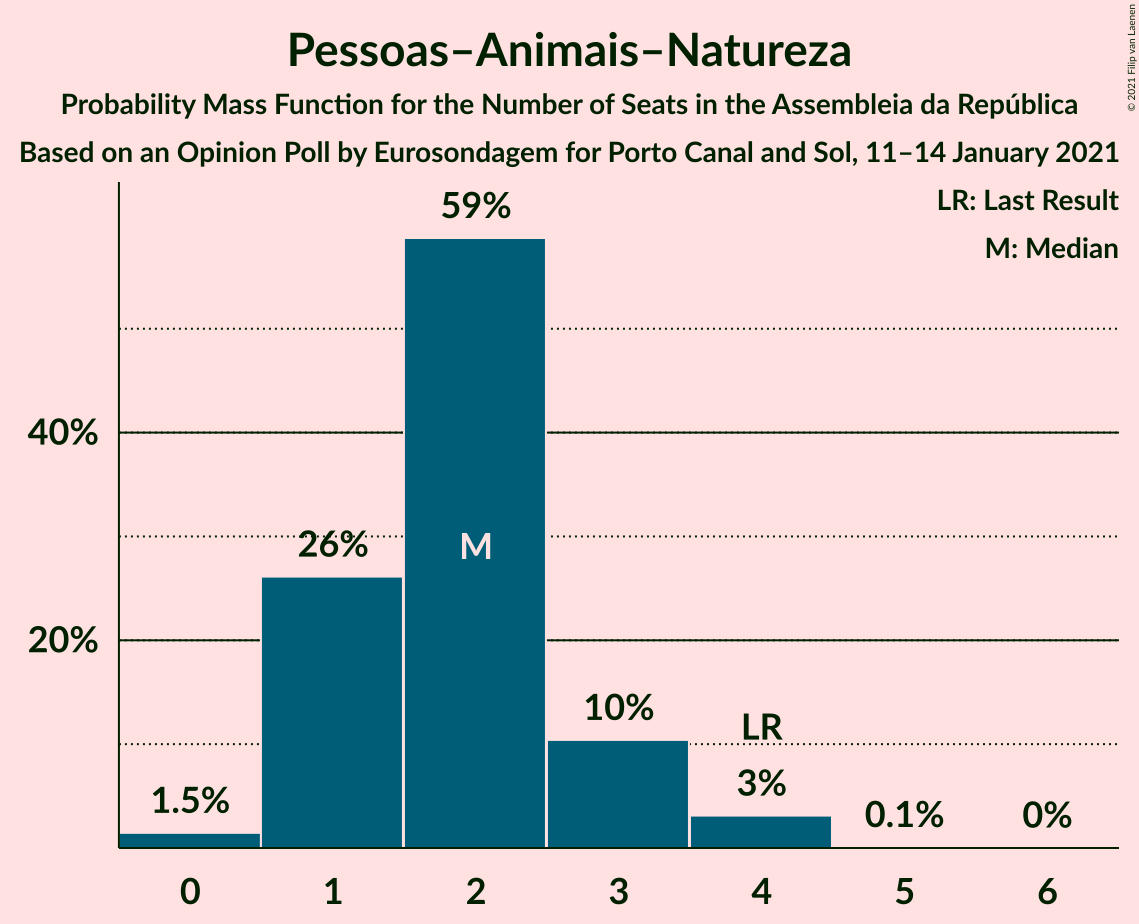 Pessoas–Animais–Natureza
Probability Mass Function for the Number of Seats in the Assembleia da República
Based on an Opinion Poll by Eurosondagem for Porto Canal and Sol, 11–14 January 2021
© 2021 Filip van Laenen
LR: Last Result
M: Median
59%
40%
26%
M
20%
10%
LR
3%
1.5%
0.1%
0%
0 1 2 3 4 5 6